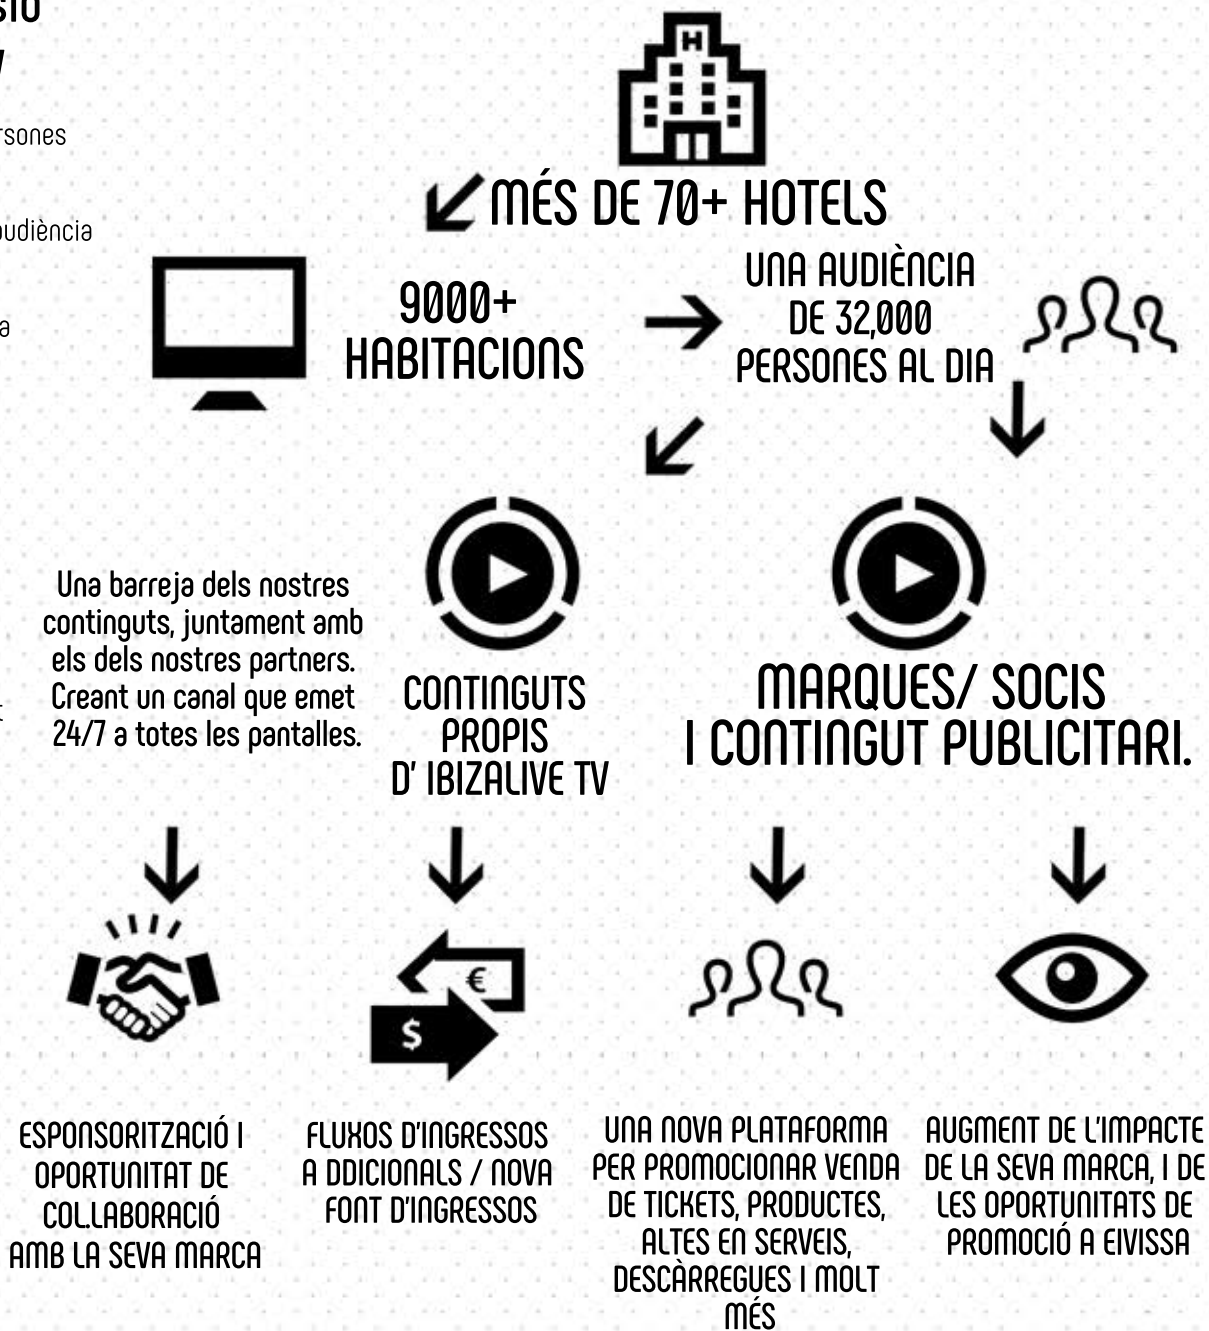 H
MÉS DE 70+ HOTELS
9000+
HABITACIONS
UNA AUDIÈNCIA
DE 32,000
PERSONES AL DIA
udiència
Una barreja dels nostres
continguts, juntament amb
els dels nostres partners.
Creant un canal que emet
24/7 a totes les pantalles.
CONTINGUTS
PROPIS
D' IBIZALIVE TV
MARQUES/ SOCIS
I CONTINGUT PUBLICITARI.
€
$
ESPONSORITZACIÓ I
OPORTUNITAT DE
COL.LABORACIÓ
AMB LA SEVA MARCA
FLUXOS D'INGRESSOS
A DDICIONALS / NOVA
FONT D'INGRESSOS
UNA NOVA PLATAFORMA
PER PROMOCIONAR VENDA
DE TICKETS, PRODUCTES,
ALTES EN SERVEIS,
DESCÀRREGUES I MOLT
MÉS
AUGMENT DE L'IMPACTE
DE LA SEVA MARCA, I DE
LES OPORTUNITATS DE
PROMOCIÓ A EIVISSA